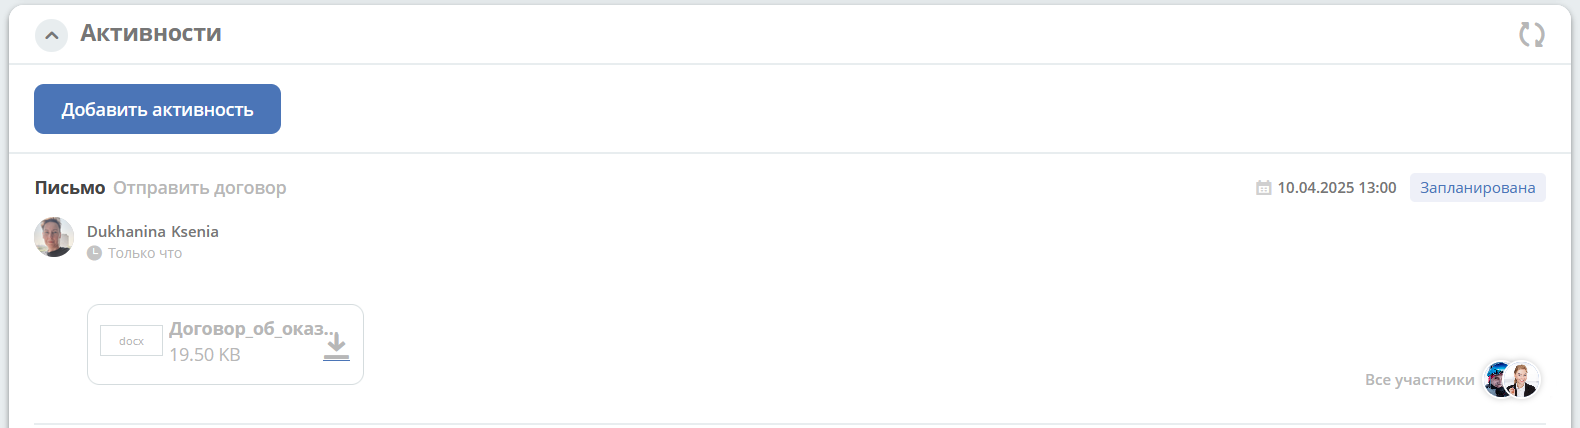 Активности
Добавить активность
Письмо Отправить договор
10.04.2025 13:00 Запланирована
Dukhanina Ksenia
Только что
docx
Договор_об_оказ...
19.50 KB
Все участники